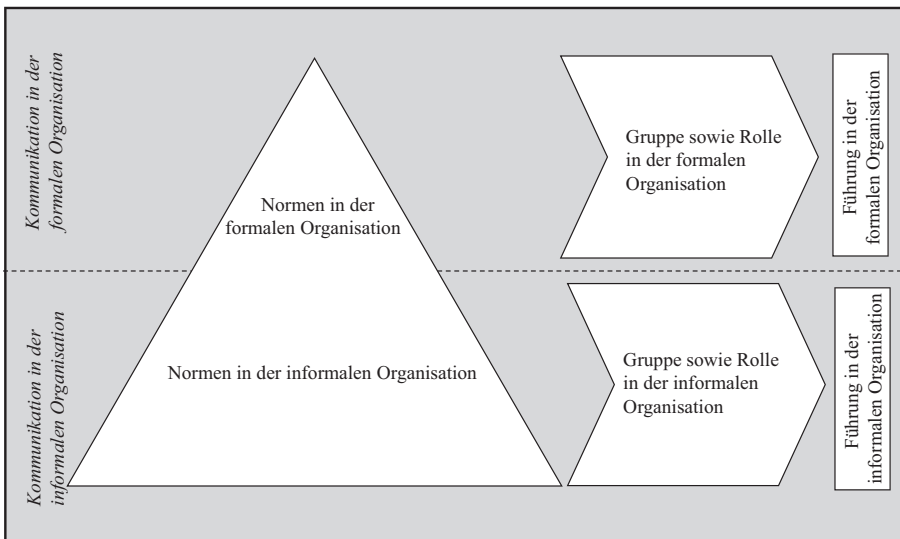 Kommunikation in der
formalen Organisation
Normen in der
formalen Organisation
Gruppe sowie Rolle
in der formalen
Organisation
Führung in der
formalen Organisation
Kommunikation in der
informalen Organisation
Normen in der informalen Organisation
Gruppe sowie Rolle
in der informalen
Organisation
Führung in der
informalen Organisation